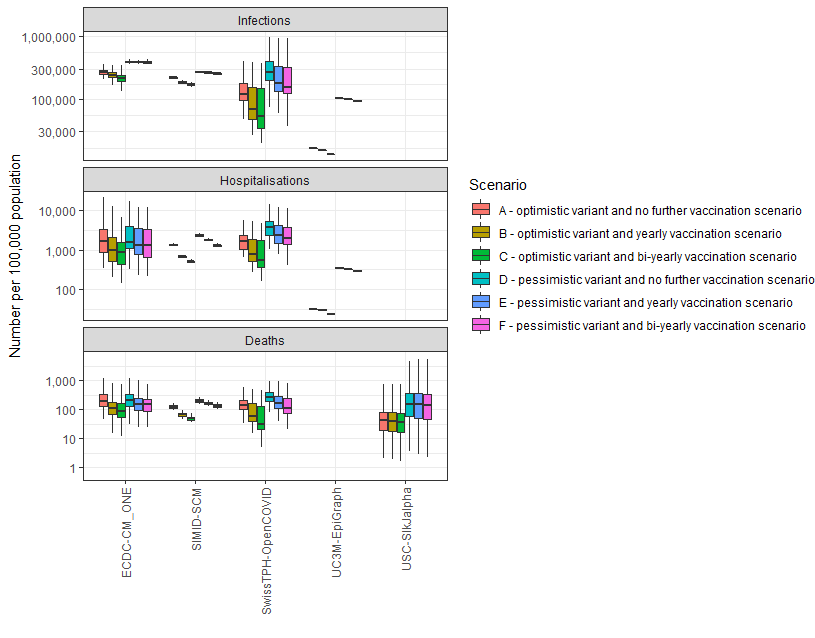 Infections
1,000,000
300,000
100,000
30,000
Hospitalisations
10,000
1,000
100
Deaths
1,000
100
10
1
Number per 100,000 population
ECDC-CM_ONE
SIMID-SCM
SwissTPH-OpenCOVID
UC3M-EpiGraph
USC-SIkJalpha
Scenario
A - optimistic variant and no further vaccination scenario
B - optimistic variant and yearly vaccination scenario
C - optimistic variant and bi-yearly vaccination scenario
D - pessimistic variant and no further vaccination scenario
E - pessimistic variant and yearly vaccination scenario
F - pessimistic variant and bi-yearly vaccination scenario